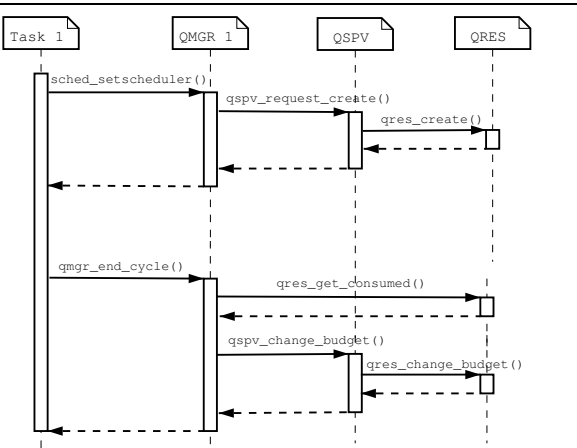 Task 1 QMGR 1 QSPV QRES
sched_setscheduler()
qspv_request_create()
qres_create()
qmgr_end_cycle()
qres_get_consumed()
qspv_change_budget()
qres_change_budget()